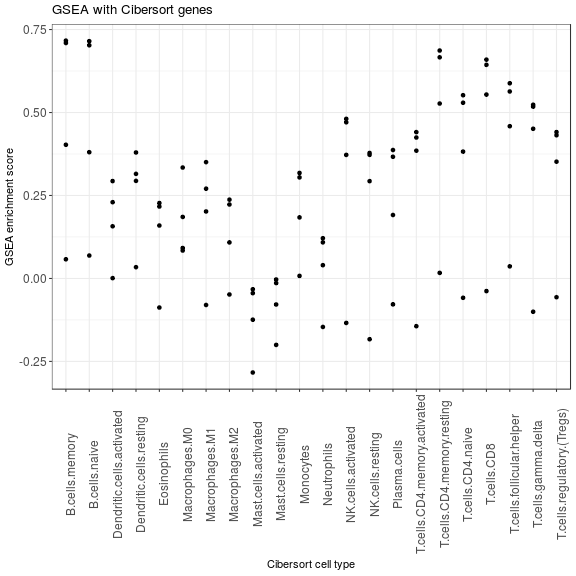 GSEA with Cibersort genes
GSEA enrichment score
0.75
0.50
0.25
0.00
-0.25
B.cells.memory
B.cells.naive
Dendritic.cells.activated
Dendritic.cells.resting
Eosinophils
Macrophages.M0
Macrophages.M1
Macrophages.M2
Mast.cells.activated
Mast.cells.resting
Monocytes
Neutrophils
NK.cells.activated
NK.cells.resting
Plasma.cells
T.cells.CD4.memory.activated
T.cells.CD4.memory.resting
T.cells.CD4.naive
T.cells.CD8
T.cells.follicular.helper
T.cells.gamma.delta
T.cells.regulatory.(Tregs)
Cibersort cell type